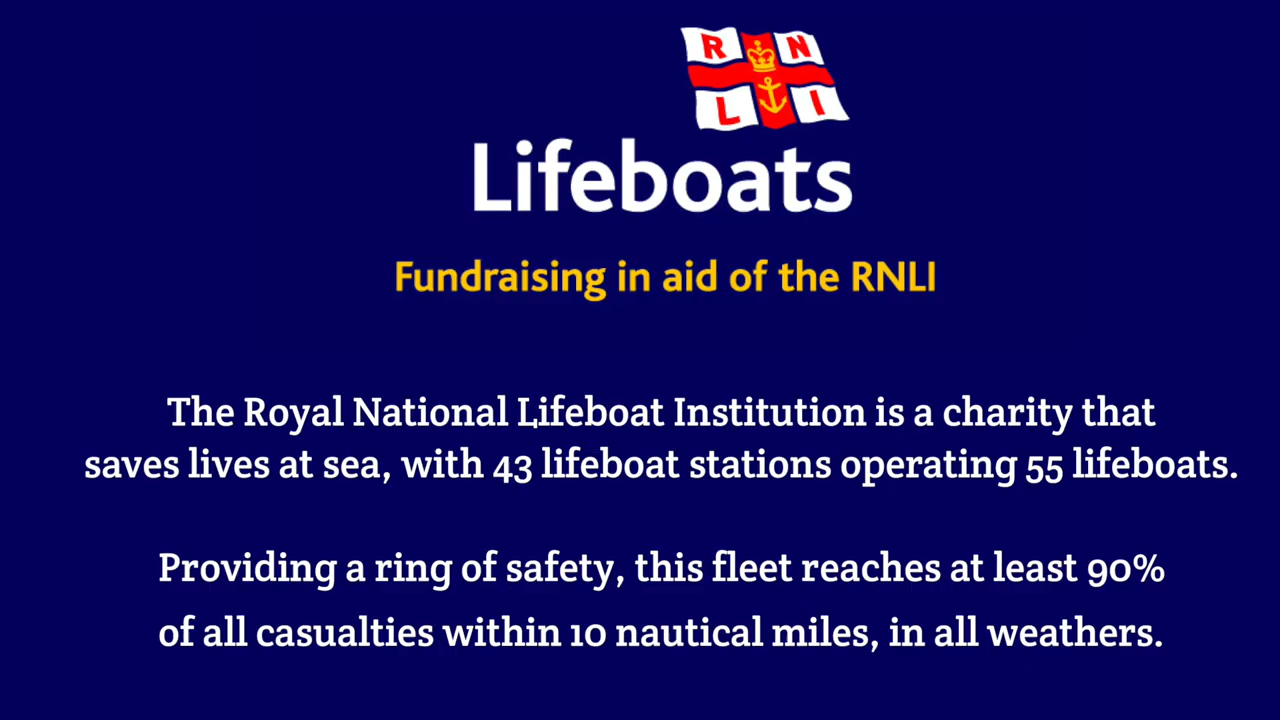 R N
L I
Lifeboats
Fundraising in aid of the RNLI
The Royal National Lifeboat Institution is a charity that
saves lives at sea, with 43 lifeboat stations operating 55 lifeboats.
Providing a ring of safety, this fleet reaches at least 90%
of all casualties within 10 nautical miles, in all weathers.